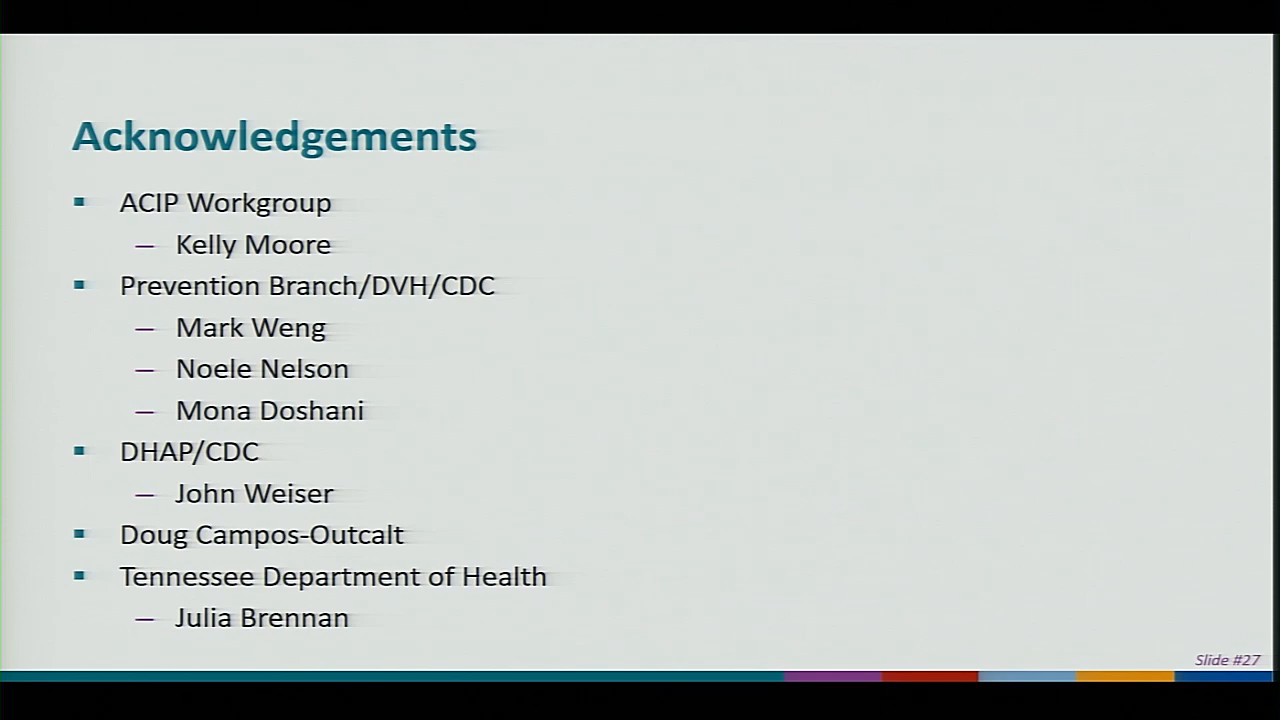 Acknowledgements
▪ ACIP Workgroup
– Kelly Moore
▪ Prevention Branch/DVH/CDC
– Mark Weng
– Noele Nelson
– Mona Doshani
▪ DHAP/CDC
– John Weiser
▪ Doug Campos-Outcalt
▪ Tennessee Department of Health
– Julia Brennan
Slide #27